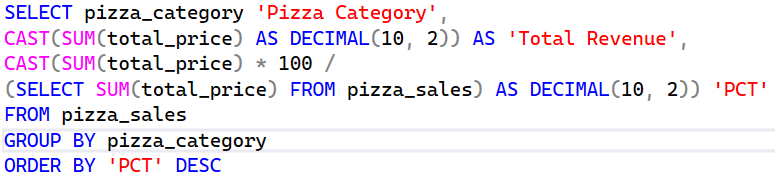 SELECT pizza_category 'Pizza Category',
CAST(SUM(total_price) AS DECIMAL(10, 2)) AS 'Total Revenue',
CAST(SUM(total_price) * 100 /
(SELECT SUM(total_price) FROM pizza_sales) AS DECIMAL(10, 2)) 'PCT'
FROM pizza_sales
GROUP BY pizza_category
ORDER BY 'PCT' DESC